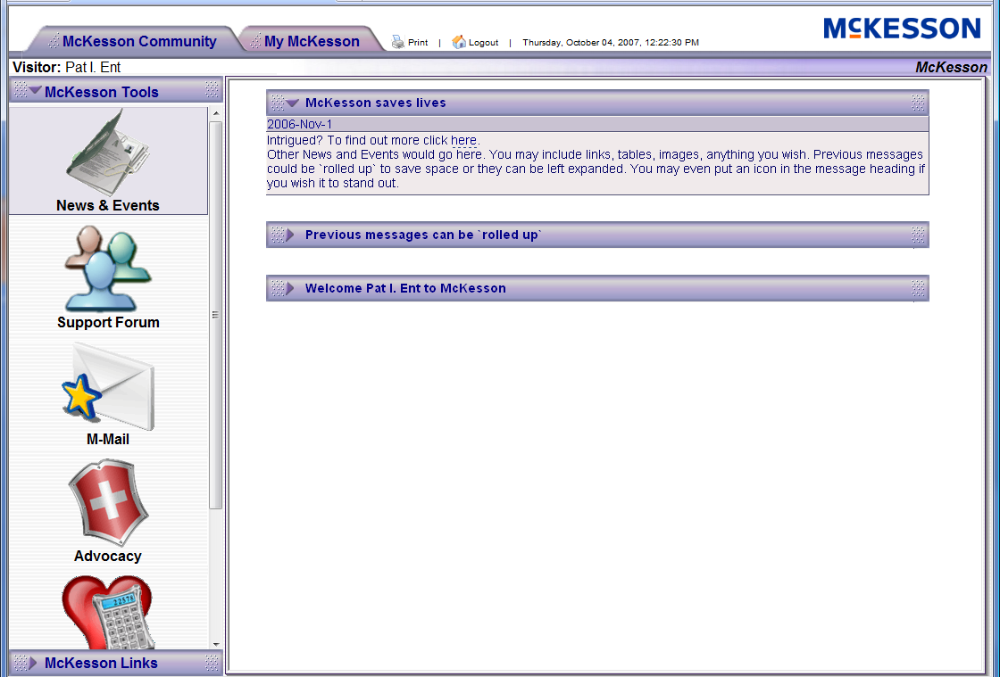 McKesson Community
My McKesson
Print | Logout | Thursday, October 04, 2007, 12:22:30 PM
MCKESSON
Visitor: Pat I. Ent
McKesson
McKesson Tools
News & Events
Support Forum
M-Mail
Advocacy
22578
McKesson Links
McKesson saves lives
2006-Nov-1
Intrigued? To find out more click here.
Other News and Events would go here. You may include links, tables, images, anything you wish. Previous messages
could be `rolled up` to save space or they can be left expanded. You may even put an icon in the message heading if
you wish it to stand out.
Previous messages can be `rolled up`
Welcome Pat I. Ent to McKesson